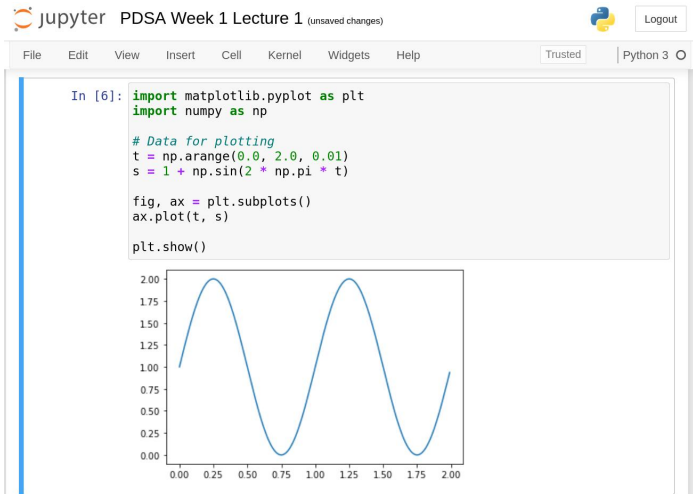 jupyter PDSA Week 1 Lecture 1 (unsaved changes)
Logout
File Edit View Insert Cell Kernel Widgets Help Trusted Python 3
In [6]: import matplotlib.pyplot as plt
import numpy as np
# Data for plotting
t = np.arange(0.0, 2.0, 0.01)
s = 1 + np.sin(2 * np.pi * t)
fig, ax = plt.subplots()
ax.plot(t, s)
plt.show()
2.00
1.75
1.50
1.25
1.00
0.75
0.50
0.25
0.00
0.00 0.25 0.50 0.75 1.00 1.25 1.50 1.75 2.00